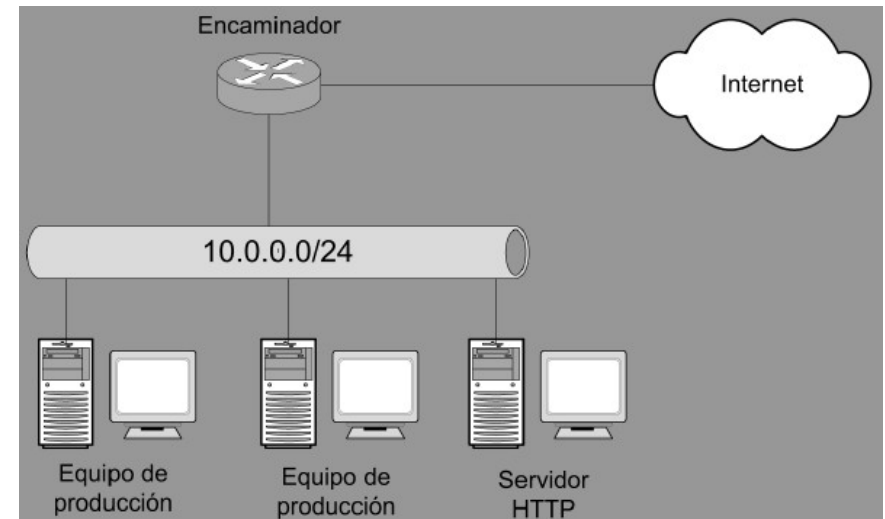 Encaminador
Internet
10.0.0.0/24
Equipo de
producción
Equipo de
producción
Servidor
HTTP